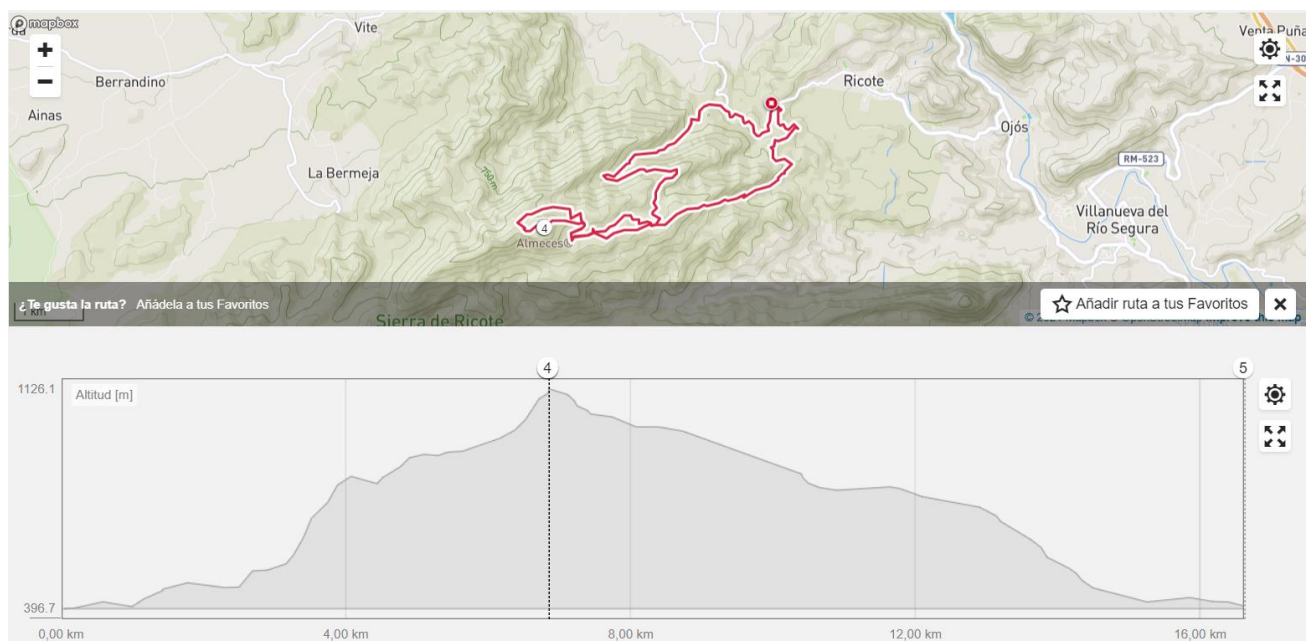 mapbox
Vite
Venta Puña
Berrandino
Ricote
Ainas
Ojós
La Bermeja
750 m
RM-523
Villanueva del
Río Segura
4
Almeces
¿Te gusta la ruta? Añádela a tus Favoritos
Añadir ruta a tus Favoritos
1 km
Sierra de Ricote
4
5
1126.1
Altitud [m]
396.7
0,00 km
4,00 km
8,00 km
12,00 km
16,00 km